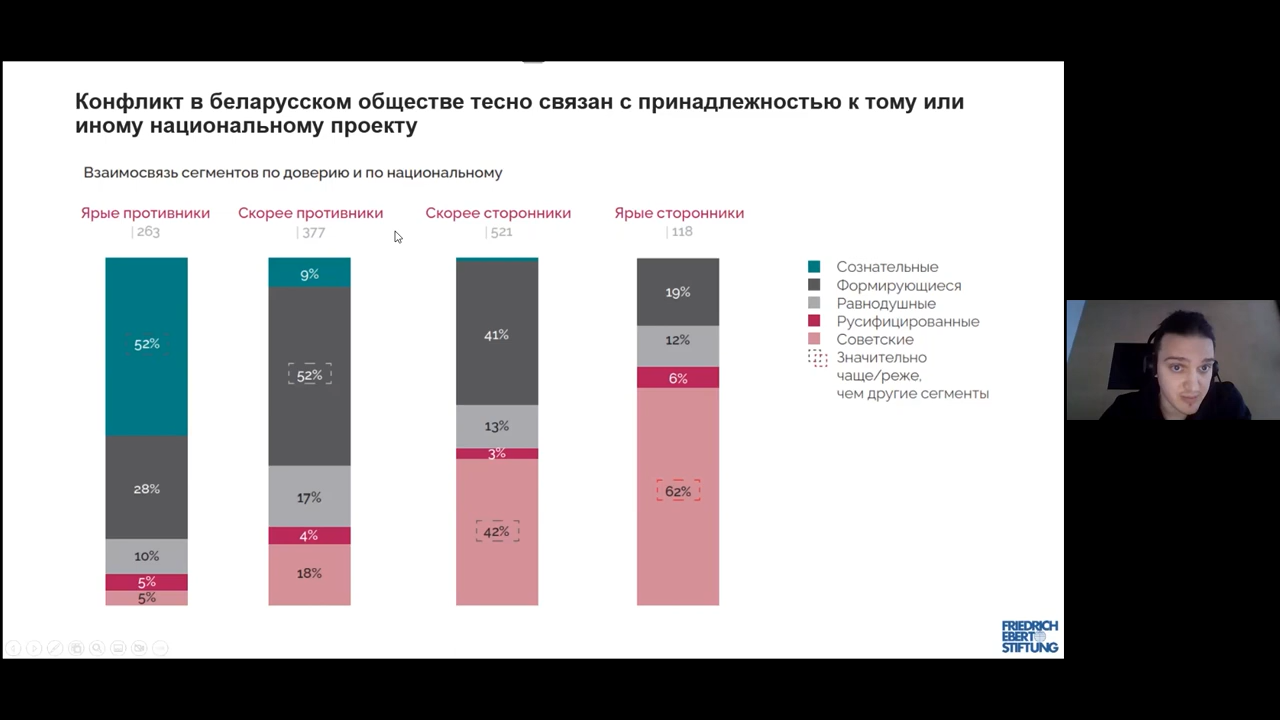 Конфликт в беларусском обществе тесно связан с принадлежностью к тому или
иному национальному проекту
Взаимосвязь сегментов по доверию и по национальному
Ярые противники
| 263
Скорее противники
| 377
Скорее сторонники
| 521
Ярые сторонники
| 118
52%
28%
10%
5%
5%
9%
52%
17%
4%
18%
41%
13%
3%
42%
19%
12%
6%
62%
Сознательные
Формирующиеся
Равнодушные
Русифицированные
Советские
Значительно
чаще/реже,
чем другие сегменты
FRIEDRICH
EBERT
STIFTUNG